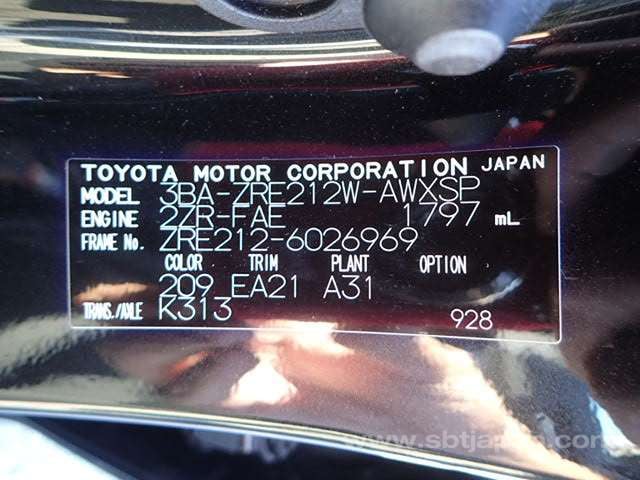 TOYOTA MOTOR CORPORATION JAPAN
MODEL 3BA-ZRE212W-AWXSP
ENGINE 2ZR-FAE 1797 mL
FRAME No. ZRE212-6026969
COLOR TRIM PLANT OPTION
209 EA21 A31
TRANS./AXLE K313
928
www.sbtjapan.com